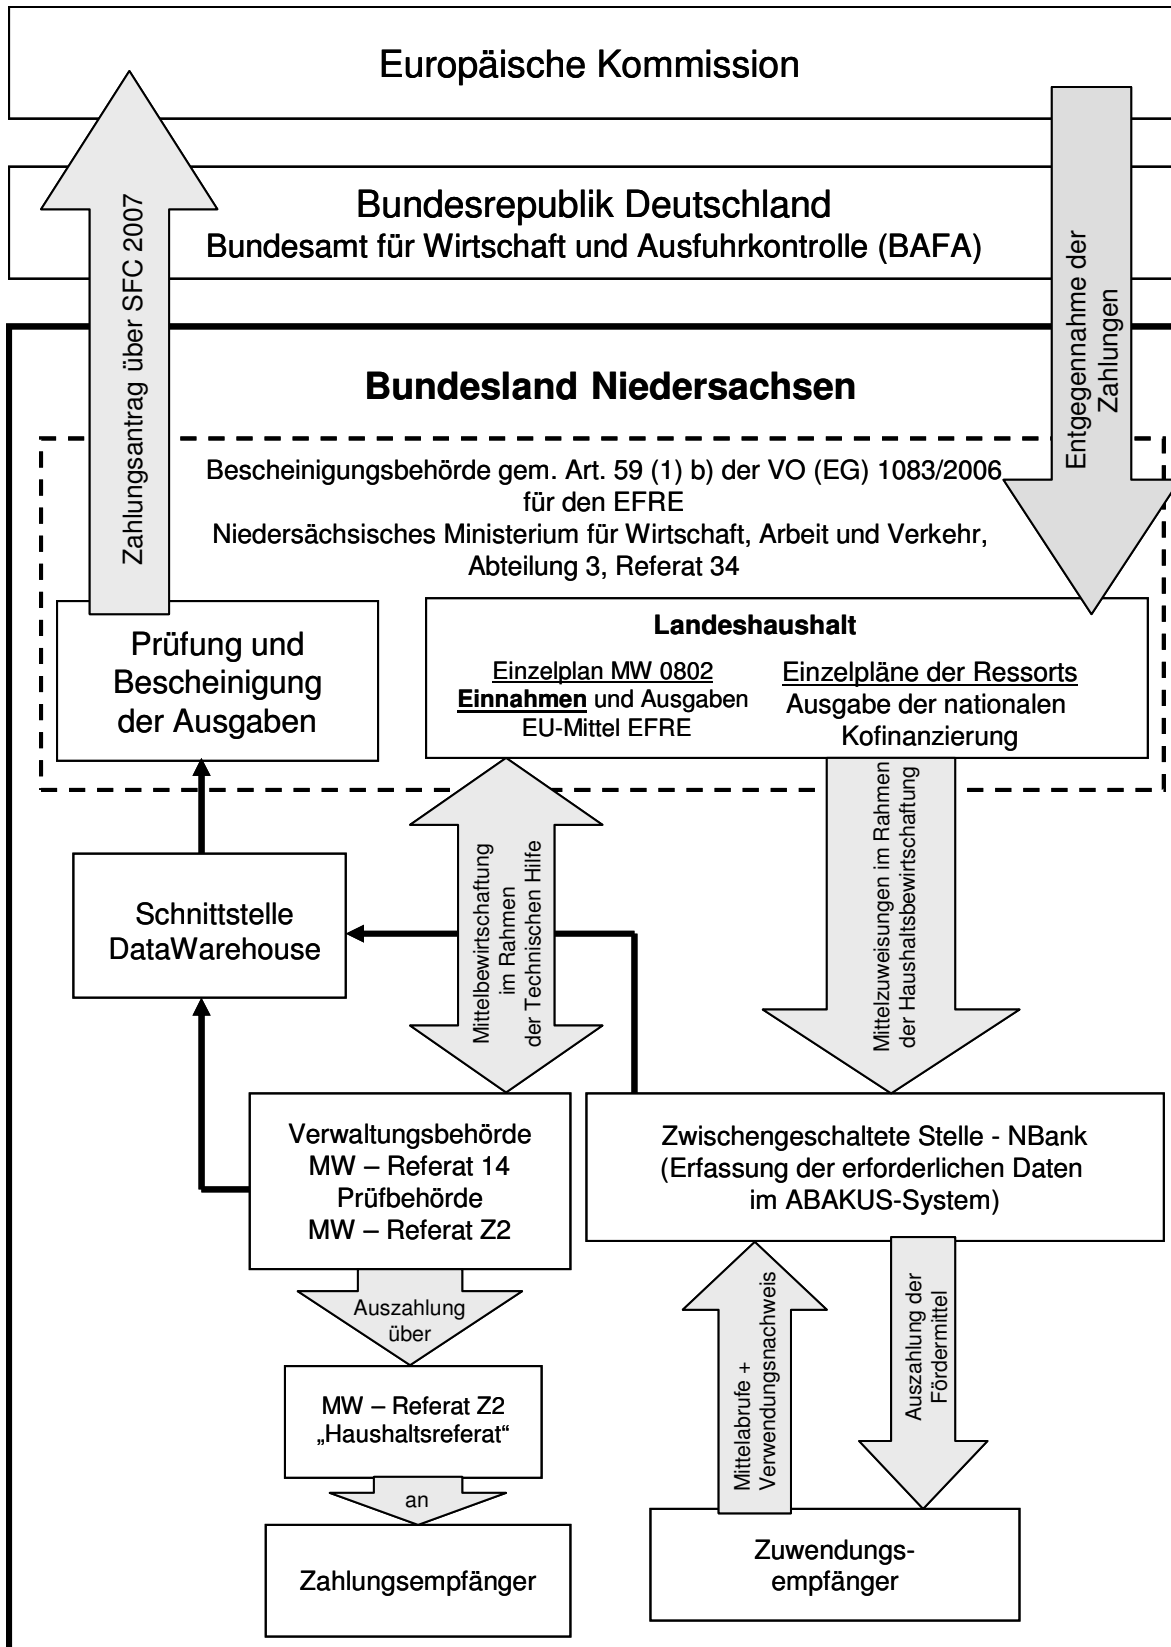 Europäische Kommission
Bundesrepublik Deutschland
Bundesamt für Wirtschaft und Ausfuhrkontrolle (BAFA)
Zahlungsantrag über SFC 2007
Entgegennahme der
Zahlungen
Bundesland Niedersachsen
Bescheinigungsbehörde gem. Art. 59 (1) b) der VO (EG) 1083/2006
für den EFRE
Niedersächsisches Ministerium für Wirtschaft, Arbeit und Verkehr,
Abteilung 3, Referat 34
Prüfung und
Bescheinigung
der Ausgaben
Landeshaushalt
Einzelplan MW 0802
Einnahmen und Ausgaben
EU-Mittel EFRE
Einzelpläne der Ressorts
Ausgabe der nationalen
Kofinanzierung
Schnittstelle
DataWarehouse
Mittelbewirtschaftung
im Rahmen
der Technischen Hilfe
Mittelzuweisungen im Rahmen
der Haushaltsbewirtschaftung
Verwaltungsbehörde
MW – Referat 14
Prüfbehörde
MW – Referat Z2
Zwischengeschaltete Stelle - NBank
(Erfassung der erforderlichen Daten
im ABAKUS-System)
Auszahlung
über
MW – Referat Z2
„Haushaltsreferat“
an
Zahlungsempfänger
Mittelabrufe +
Verwendungsnachweis
Auszahlung der
Fördermittel
Zuwendungs-
empfänger